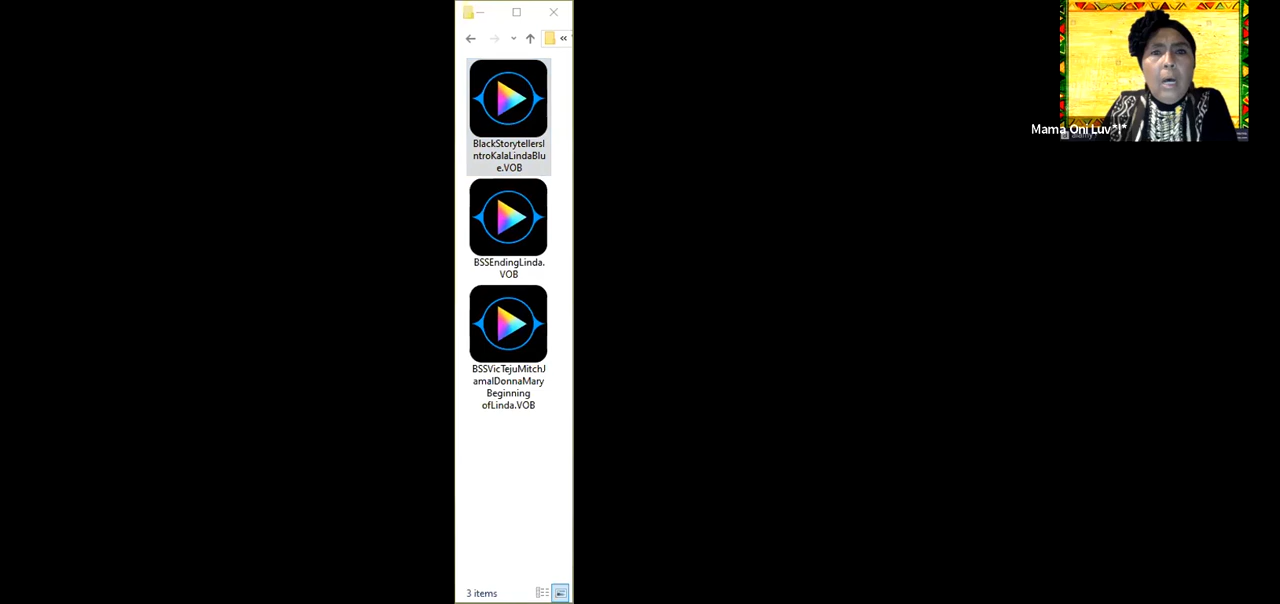 BlackStorytellersI
ntroKalaLindaBlu
e.VOB
BSSEndingLinda.
VOB
BSSVicTejuMitchJ
amalDonnaMary
Beginning
ofLinda.VOB
3 items
Mama Oni Luv*!*